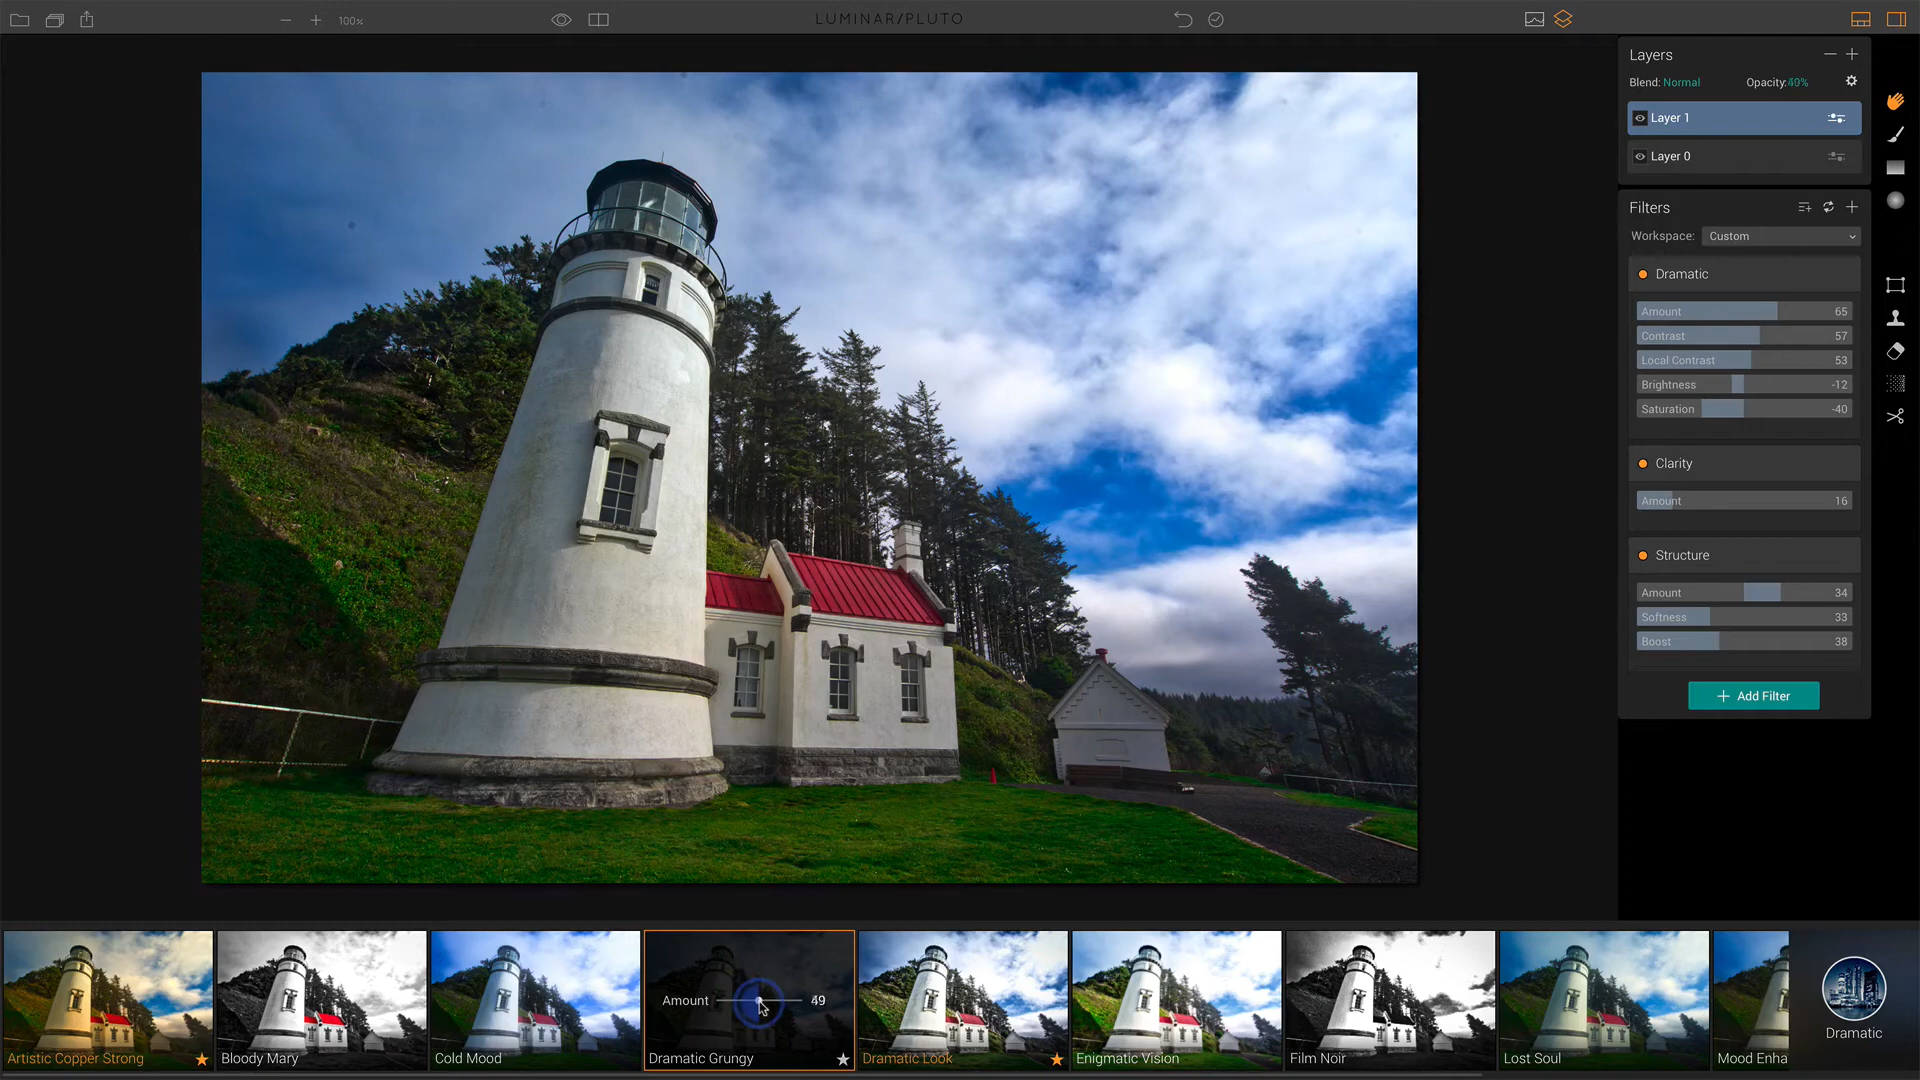 100%
LUMINAR/PLUTO
Layers
Blend: Normal Opacity:49%
Layer 1
Layer 0
Filters
Workspace: Custom
Dramatic
Amount 65
Contrast 57
Local Contrast 53
Brightness -12
Saturation -40
Clarity
Amount 16
Structure
Amount 34
Softness 33
Boost 38
Add Filter
Amount 49
Artistic Copper Strong
Bloody Mary
Cold Mood
Dramatic Grungy
Dramatic Look
Enigmatic Vision
Film Noir
Lost Soul
Mood Enha
Dramatic